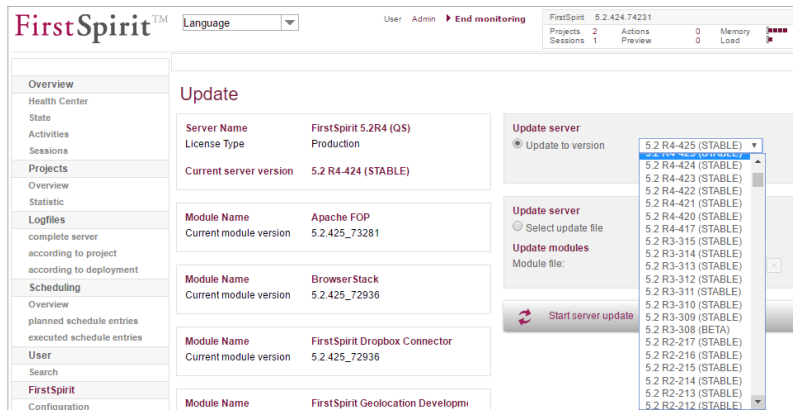 FirstSpirit™
Language
User Admin End monitoring
FirstSpirit 5.2.424.74231
Projects 2 Actions 0 Memory
Sessions 1 Preview 0 Load
Overview
Health Center
State
Activities
Sessions
Projects
Overview
Statistic
Logfiles
complete server
according to project
according to deployment
Scheduling
Overview
planned schedule entries
executed schedule entries
User
Search
FirstSpirit
Configuration
Update
Server Name FirstSpirit 5.2R4 (QS)
License Type Production
Current server version 5.2 R4-424 (STABLE)
Module Name Apache FOP
Current module version 5.2.425_73281
Module Name BrowserStack
Current module version 5.2.425_72936
Module Name FirstSpirit Dropbox Connector
Current module version 5.2.425_72936
Module Name FirstSpirit Geolocation Developme
Update server
Update to version 5.2 R4-425 (STABLE)
Update server
Select update file
Update modules
Module file:
Start server update
5.2 R4-425 (STABLE)
5.2 R4-424 (STABLE)
5.2 R4-423 (STABLE)
5.2 R4-422 (STABLE)
5.2 R4-421 (STABLE)
5.2 R4-420 (STABLE)
5.2 R4-417 (STABLE)
5.2 R3-315 (STABLE)
5.2 R3-314 (STABLE)
5.2 R3-313 (STABLE)
5.2 R3-312 (STABLE)
5.2 R3-311 (STABLE)
5.2 R3-310 (STABLE)
5.2 R3-309 (STABLE)
5.2 R3-308 (BETA)
5.2 R2-217 (STABLE)
5.2 R2-216 (STABLE)
5.2 R2-215 (STABLE)
5.2 R2-214 (STABLE)
5.2 R2-213 (STABLE)
5.2 R2-212 (STABLE)